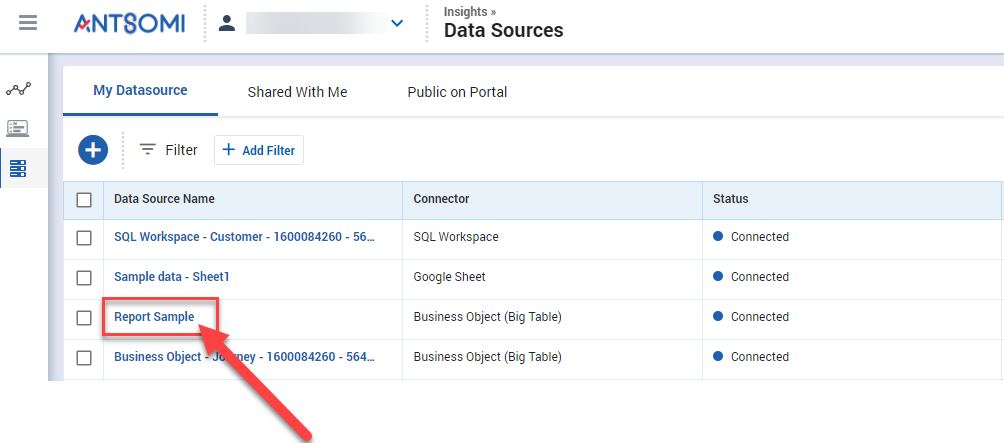 ANTSOMI
Insights »
Data Sources
My Datasource
Shared With Me
Public on Portal
Filter
Add Filter
Data Source Name Connector Status
SQL Workspace - Customer - 1600084260 - 56... SQL Workspace Connected
Sample data - Sheet1 Google Sheet Connected
Report Sample Business Object (Big Table) Connected
Business Object - Journey - 1600084260 - 564... Business Object (Big Table) Connected